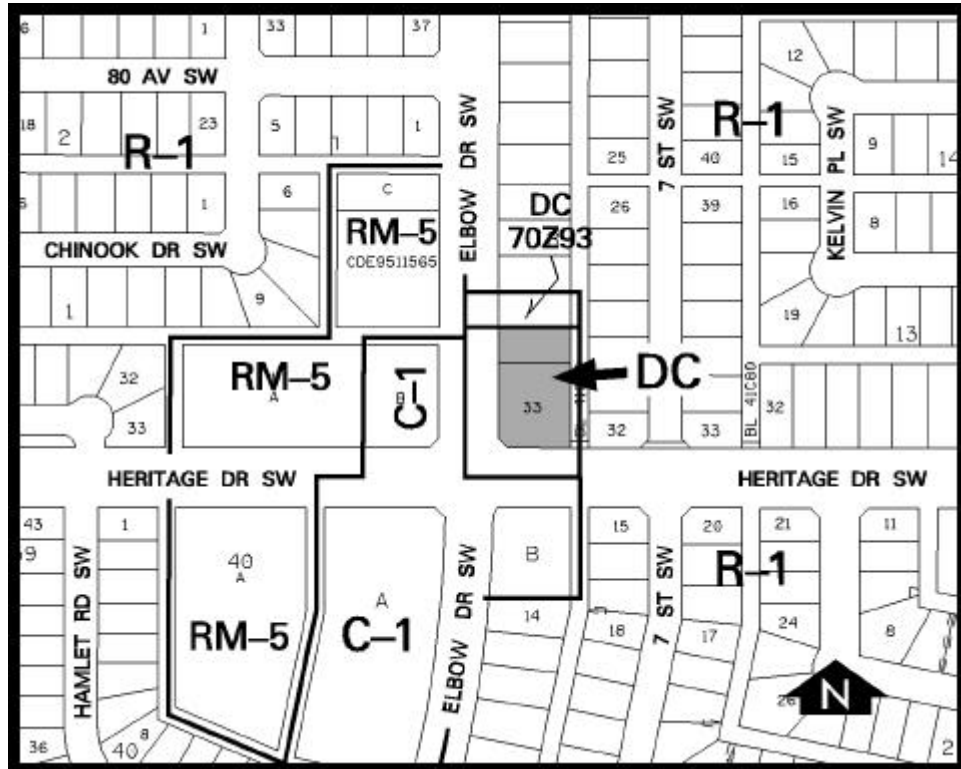 6
1
33
37
80 AV SW
12
18
2
23
5
1
R-1
ELBOW DR SW
R-1
25
7 ST SW
40
15
KELVIN PL SW
9
14
6
1
6
C
RM-5
CDE9511565
DC
70Z93
26
39
16
8
CHINOOK DR SW
1
9
19
13
RM-5
A
C-1
B
DC
32
33
33
32
33
BL 41C80
32
HERITAGE DR SW
HERITAGE DR SW
43
1
40
A
A
B
15
20
21
11
HAMLET RD SW
RM-5
C-1
ELBOW DR SW
14
18
7 ST SW
17
R-1
24
8
26
N
36
40
8
2